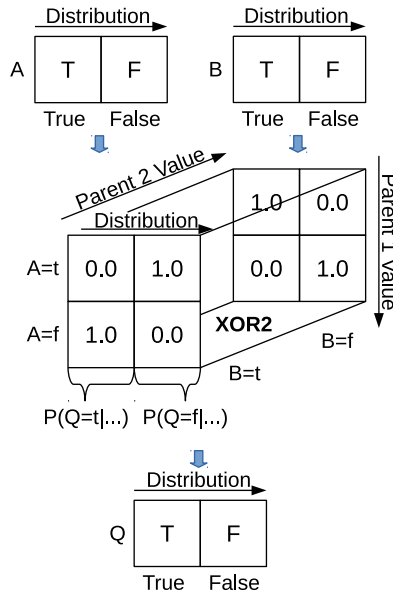 Distribution
Distribution
A T F
B T F
True False
True False
Parent 2 Value
Parent 1 Value
1.0 0.0
Distribution
A=t 0.0 1.0
0.0 1.0
A=f 1.0 0.0
XOR2
B=f
B=t
P(Q=t|...) P(Q=f|...)
Distribution
Q T F
True False